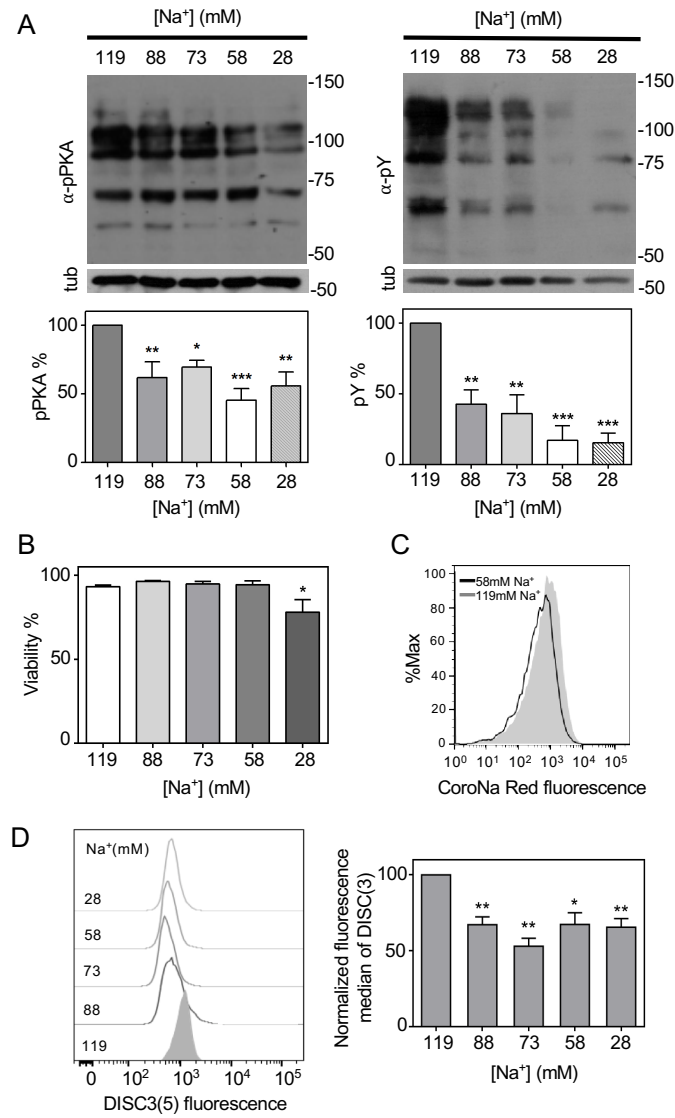 A
[Na⁺] (mM)
119 88 73 58 28
-150
-100
-75
-50
α-pPKA
tub
-50
100
50
0
pPKA %
** * *** **
119 88 73 58 28
[Na⁺] (mM)
[Na⁺] (mM)
119 88 73 58 28
-150
-100
-75
-50
α-pY
tub
-50
100
50
0
pY %
** ** *** ***
119 88 73 58 28
[Na⁺] (mM)
B
100
50
0
Viability %
*
119 88 73 58 28
[Na⁺] (mM)
C
58mM Na⁺
119mM Na⁺
100
80
60
40
20
0
%Max
10⁰ 10¹ 10² 10³ 10⁴ 10⁵
CoroNa Red fluorescence
D
Na⁺(mM)
28
58
73
88
119
0 10² 10³ 10⁴ 10⁵
DISC3(5) fluorescence
Normalized fluorescence
median of DISC(3)
100
50
0
** ** * **
119 88 73 58 28
[Na⁺] (mM)